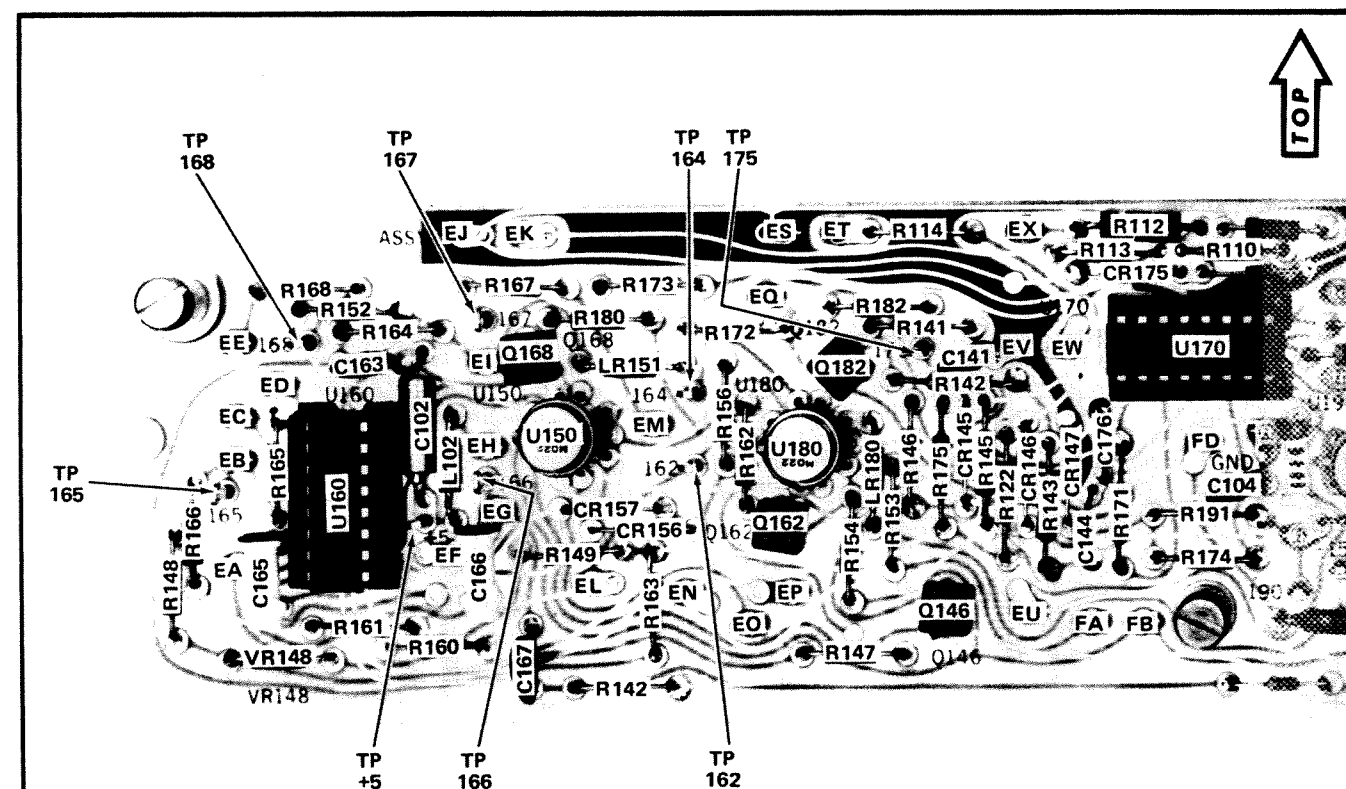 TOP
TP 168
TP 167
TP 164
TP 175
ASS
EJ
EK
ES
ET
R114
EX
R112
R113
R110
CR175
R168
R167
R173
EQ
R182
R152
R164
167
R180
R172
R141
EE
168
Q168
Q168
EI
C163
LR151
Q182
C141
EV
EW
U170
ED
U160
U150
164
U180
R142
EC
C102
R156
EB
R165
U160
L102
EH
U150
EM
R162
U180
LR180
R146
R175
CR145
R145
R122
CR146
R143
CR147
C176
R171
FD
GND
C104
TP 165
165
R166
162
EG
CR157
CR156
Q162
Q162
R154
R153
C144
R191
R174
LR148
EA
C165
EF
C166
R149
EL
R163
EN
EP
Q146
EU
FA
FB
R161
EO
VR148
R160
C167
R147
Q146
VR148
R142
TP +5
TP 166
TP 162